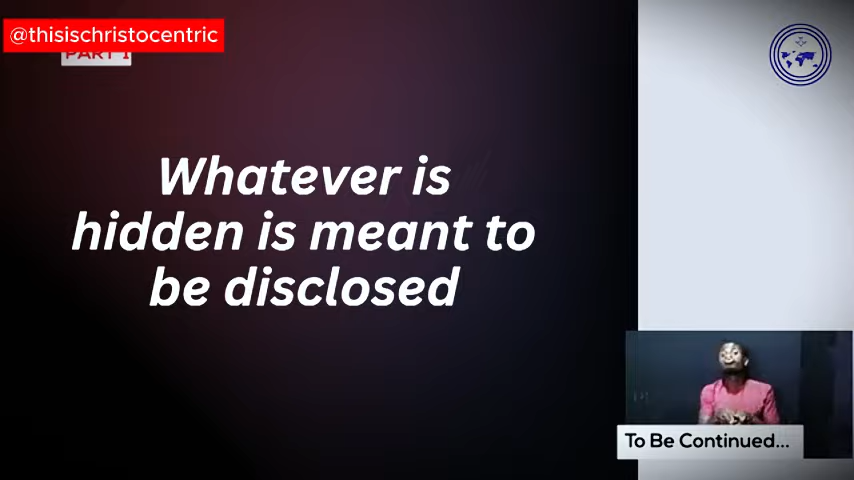 @thisischristocentric
PART 1
Whatever is
hidden is meant to
be disclosed
To Be Continued...